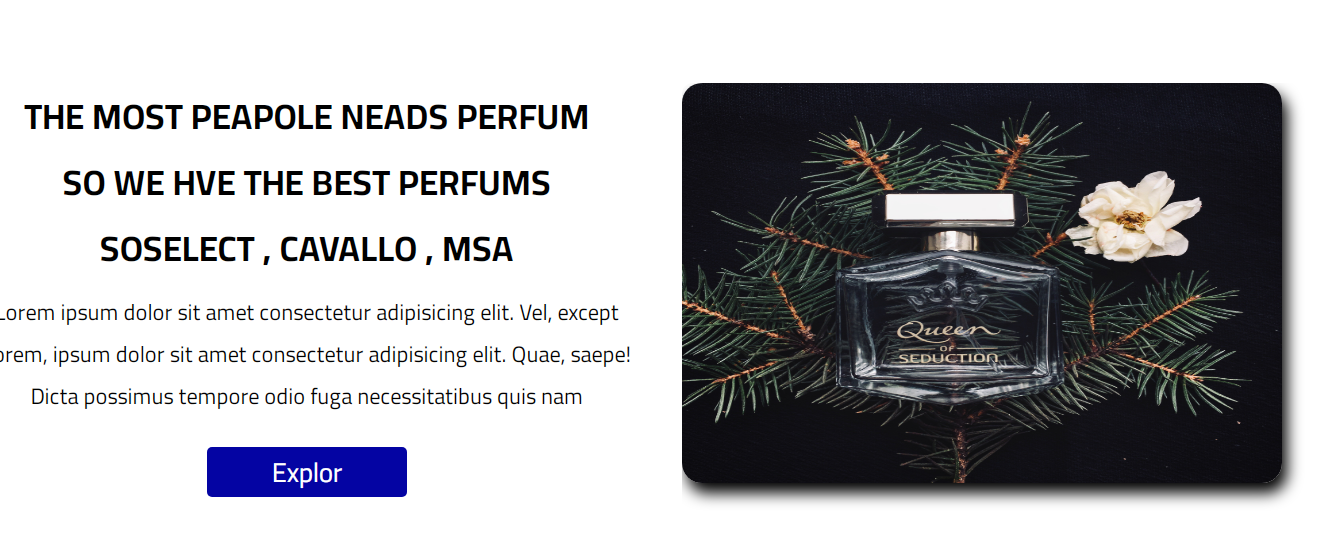 THE MOST PEAPOLE NEADS PERFUM
SO WE HVE THE BEST PERFUMS
SOSELECT , CAVALLO , MSA
Lorem ipsum dolor sit amet consectetur adipisicing elit. Vel, except
orem, ipsum dolor sit amet consectetur adipisicing elit. Quae, saepe!
Dicta possimus tempore odio fuga necessitatibus quis nam
Explor
Queen
OF
SEDUCTION